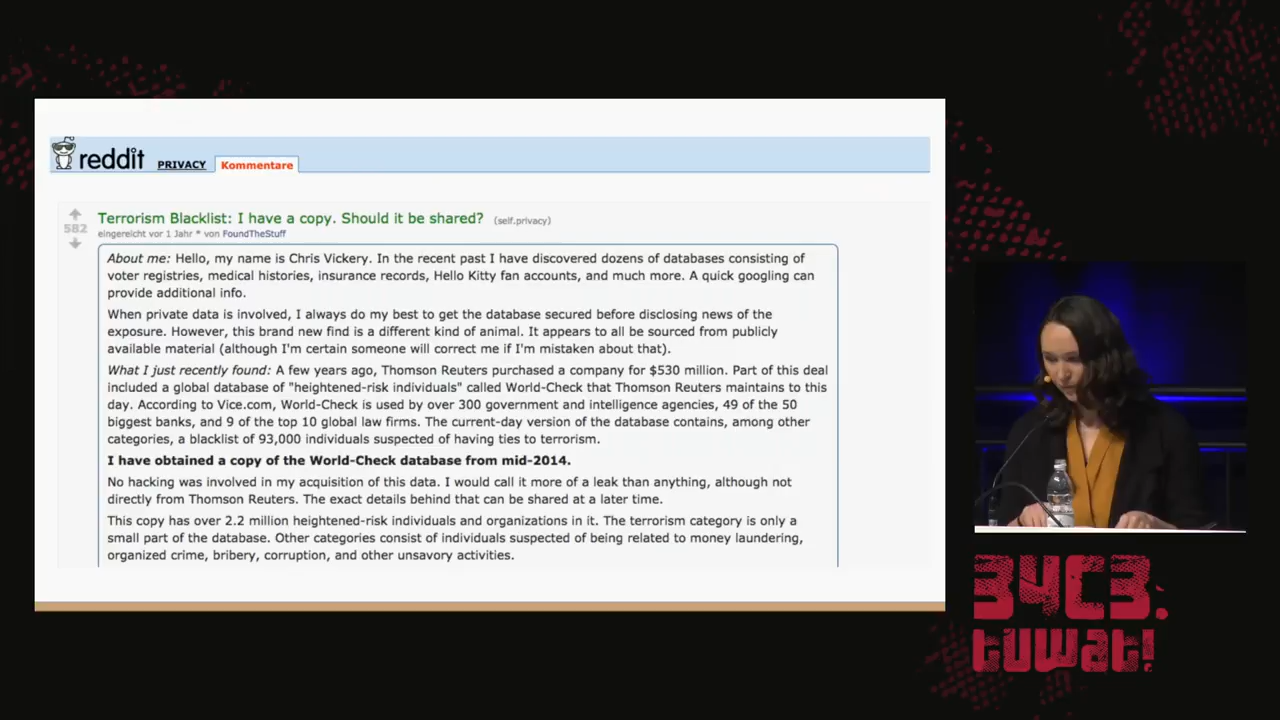 reddit PRIVACY Kommentare
Terrorism Blacklist: I have a copy. Should it be shared? (self.privacy)
582
eingereicht vor 1 Jahr * von FoundTheStuff
About me: Hello, my name is Chris Vickery. In the recent past I have discovered dozens of databases consisting of
voter registries, medical histories, insurance records, Hello Kitty fan accounts, and much more. A quick googling can
provide additional info.
When private data is involved, I always do my best to get the database secured before disclosing news of the
exposure. However, this brand new find is a different kind of animal. It appears to all be sourced from publicly
available material (although I'm certain someone will correct me if I'm mistaken about that).
What I just recently found: A few years ago, Thomson Reuters purchased a company for $530 million. Part of this deal
included a global database of "heightened-risk individuals" called World-Check that Thomson Reuters maintains to this
day. According to Vice.com, World-Check is used by over 300 government and intelligence agencies, 49 of the 50
biggest banks, and 9 of the top 10 global law firms. The current-day version of the database contains, among other
categories, a blacklist of 93,000 individuals suspected of having ties to terrorism.
I have obtained a copy of the World-Check database from mid-2014.
No hacking was involved in my acquisition of this data. I would call it more of a leak than anything, although not
directly from Thomson Reuters. The exact details behind that can be shared at a later time.
This copy has over 2.2 million heightened-risk individuals and organizations in it. The terrorism category is only a
small part of the database. Other categories consist of individuals suspected of being related to money laundering,
organized crime, bribery, corruption, and other unsavory activities.
34C3.
tuwat!